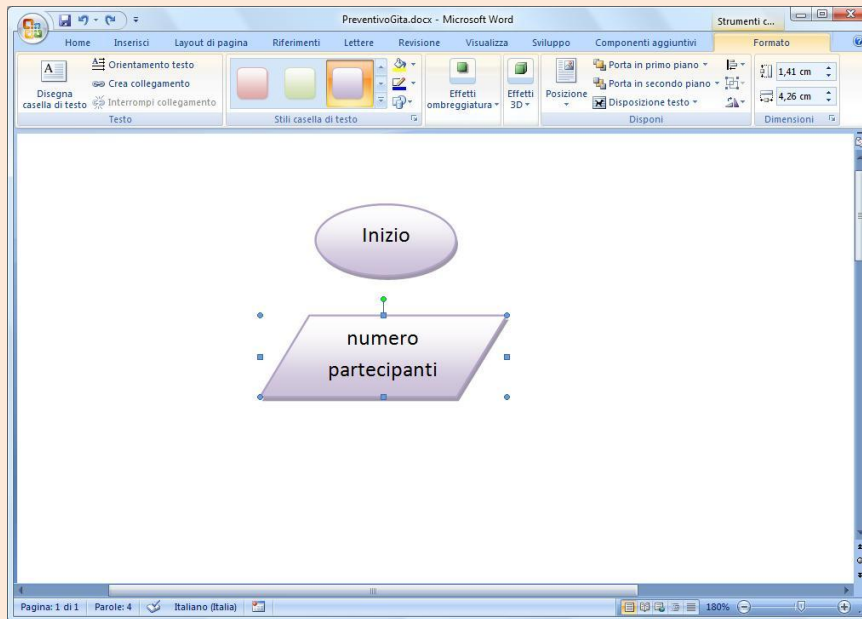 PreventivoGita.docx - Microsoft Word
Strumenti c...
Home Inserisci Layout di pagina Riferimenti Lettere Revisione Visualizza Sviluppo Componenti aggiuntivi Formato
Disegna
casella di testo
Orientamento testo
Crea collegamento
Interrompi collegamento
Testo
Stili casella di testo
Effetti
ombreggiatura
Effetti
3D
Posizione
Porta in primo piano
Porta in secondo piano
Disposizione testo
Disponi
1,41 cm
4,26 cm
Dimensioni
Inizio
numero
partecipanti
Pagina: 1 di 1 Parole: 4 Italiano (Italia) 180%